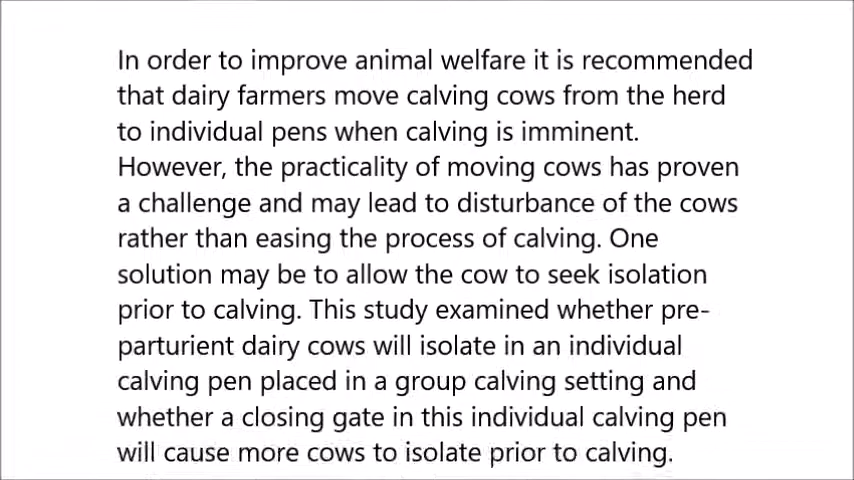 In order to improve animal welfare it is recommended
that dairy farmers move calving cows from the herd
to individual pens when calving is imminent.
However, the practicality of moving cows has proven
a challenge and may lead to disturbance of the cows
rather than easing the process of calving. One
solution may be to allow the cow to seek isolation
prior to calving. This study examined whether pre-
parturient dairy cows will isolate in an individual
calving pen placed in a group calving setting and
whether a closing gate in this individual calving pen
will cause more cows to isolate prior to calving.